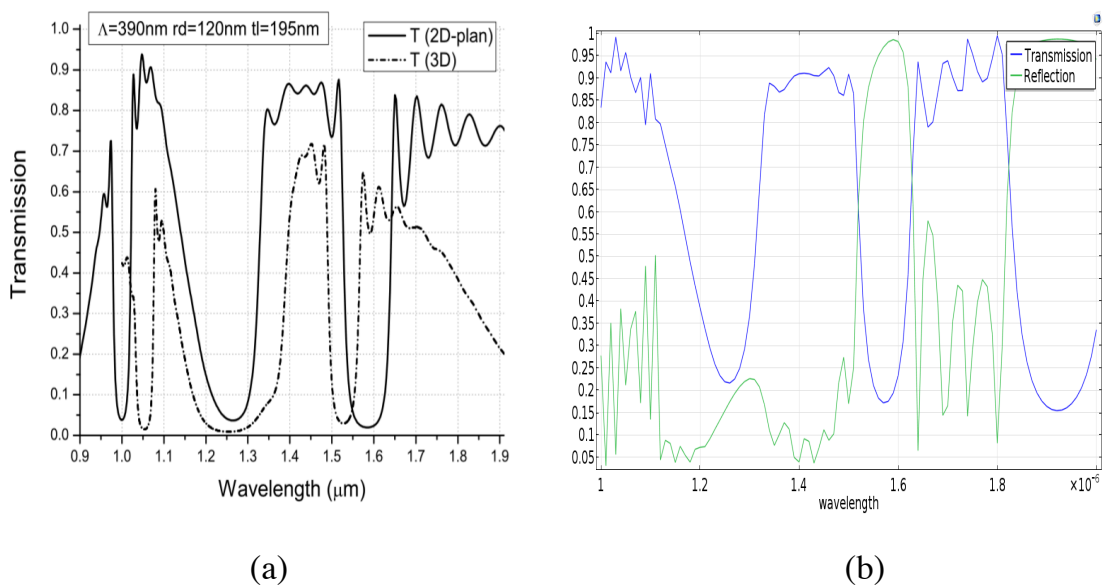 Λ=390nm rd=120nm tl=195nm
T (2D-plan)
T (3D)
Transmission
1.0
0.9
0.8
0.7
0.6
0.5
0.4
0.3
0.2
0.1
0.0
0.9 1.0 1.1 1.2 1.3 1.4 1.5 1.6 1.7 1.8 1.9
Wavelength (μm)
(a)
Transmission
Reflection
1
0.95
0.9
0.85
0.8
0.75
0.7
0.65
0.6
0.55
0.5
0.45
0.4
0.35
0.3
0.25
0.2
0.15
0.1
0.05
1 1.2 1.4 1.6 1.8 ×10⁻⁶
wavelength
(b)